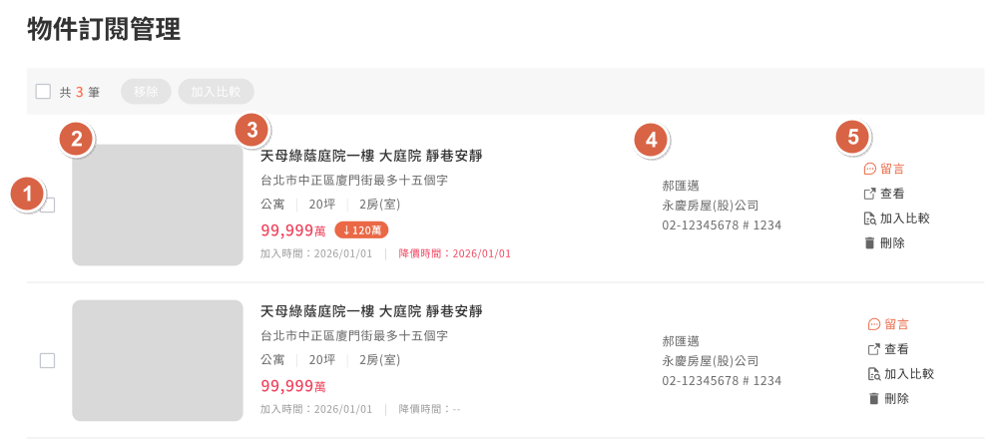 物件訂閱管理
共 3 筆 移除 加入比較
1
2
3
4
5
天母綠蔭庭院一樓 大庭院 靜巷安靜
台北市中正區廈門街最多十五個字
公寓 | 20坪 | 2房(室)
99,999萬 ↓120萬
加入時間：2026/01/01 | 降價時間：2026/01/01
郝匯邁
永慶房屋(股)公司
02-12345678 # 1234
留言
查看
加入比較
刪除
天母綠蔭庭院一樓 大庭院 靜巷安靜
台北市中正區廈門街最多十五個字
公寓 | 20坪 | 2房(室)
99,999萬
加入時間：2026/01/01 | 降價時間：--
郝匯邁
永慶房屋(股)公司
02-12345678 # 1234
留言
查看
加入比較
刪除